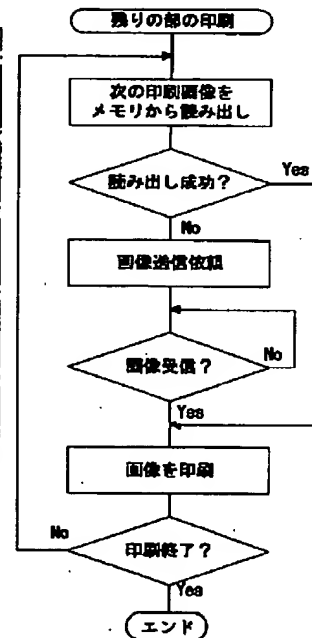 残りの部の印刷
次の印刷画像を
メモリから読み出し
読み出し成功?
Yes
No
画像送信依頼
画像受信?
No
Yes
画像を印刷
No
印刷終了?
Yes
エンド